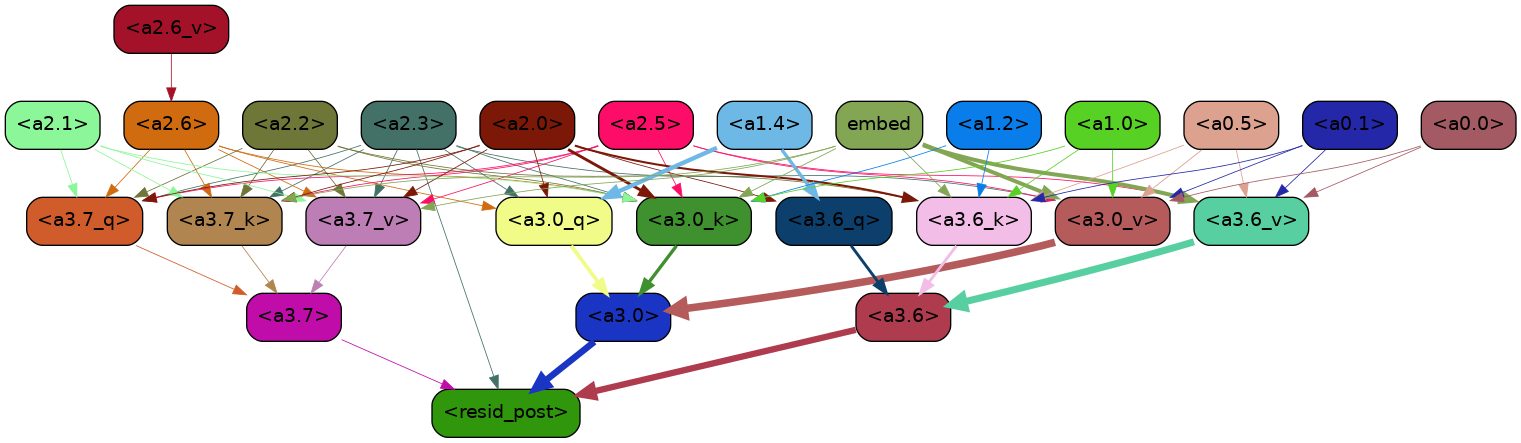 <a2.6_v>
<a2.1> <a2.6> <a2.2> <a2.3> <a2.0> <a2.5> <a1.4> embed <a1.2> <a1.0> <a0.5> <a0.1> <a0.0>
<a3.7_q> <a3.7_k> <a3.7_v> <a3.0_q> <a3.0_k> <a3.6_q> <a3.6_k> <a3.0_v> <a3.6_v>
<a3.7> <a3.0> <a3.6>
<resid_post>